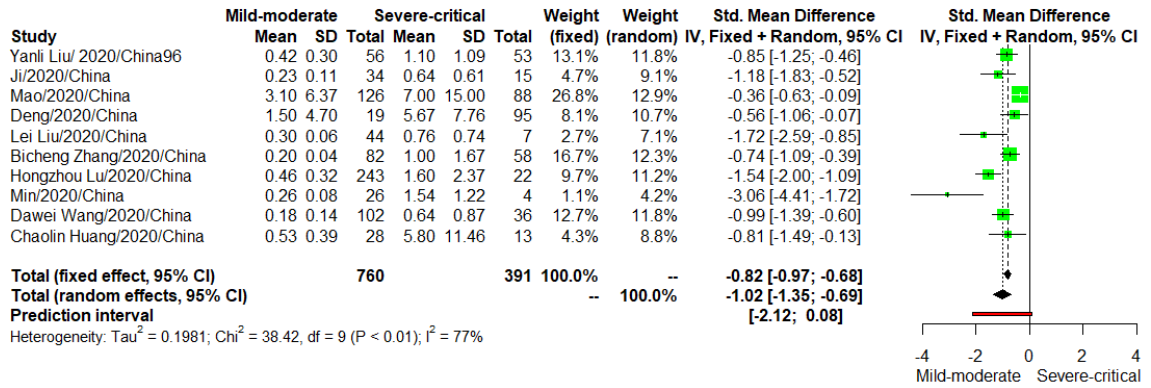 Mild-moderate Severe-critical Weight Weight Std. Mean Difference Std. Mean Difference
Study Mean SD Total Mean SD Total (fixed) (random) IV, Fixed + Random, 95% CI IV, Fixed + Random, 95% CI
Yanli Liu/ 2020/China96 0.42 0.30 56 1.10 1.09 53 13.1% 11.8% -0.85 [-1.25; -0.46]
Ji/2020/China 0.23 0.11 34 0.64 0.61 15 4.7% 9.1% -1.18 [-1.83; -0.52]
Mao/2020/China 3.10 6.37 126 7.00 15.00 88 26.8% 12.9% -0.36 [-0.63; -0.09]
Deng/2020/China 1.50 4.70 19 5.67 7.76 95 8.1% 10.7% -0.56 [-1.06; -0.07]
Lei Liu/2020/China 0.30 0.06 44 0.76 0.74 7 2.7% 7.1% -1.72 [-2.59; -0.85]
Bicheng Zhang/2020/China 0.20 0.04 82 1.00 1.67 58 16.7% 12.3% -0.74 [-1.09; -0.39]
Hongzhou Lu/2020/China 0.46 0.32 243 1.60 2.37 22 9.7% 11.2% -1.54 [-2.00; -1.09]
Min/2020/China 0.26 0.08 26 1.54 1.22 4 1.1% 4.2% -3.06 [-4.41; -1.72]
Dawei Wang/2020/China 0.18 0.14 102 0.64 0.87 36 12.7% 11.8% -0.99 [-1.39; -0.60]
Chaolin Huang/2020/China 0.53 0.39 28 5.80 11.46 13 4.3% 8.8% -0.81 [-1.49; -0.13]
Total (fixed effect, 95% CI) 760 391 100.0% -- -0.82 [-0.97; -0.68]
Total (random effects, 95% CI) -- 100.0% -1.02 [-1.35; -0.69]
Prediction interval [-2.12; 0.08]
Heterogeneity: Tau² = 0.1981; Chi² = 38.42, df = 9 (P < 0.01); I² = 77%
-4 -2 0 2 4
Mild-moderate Severe-critical